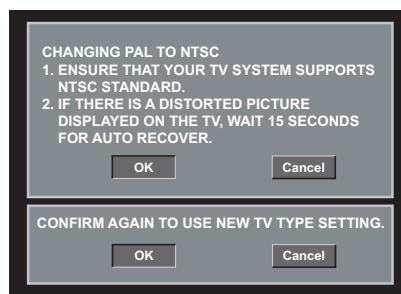 CHANGING PAL TO NTSC
1. ENSURE THAT YOUR TV SYSTEM SUPPORTS
NTSC STANDARD.
2. IF THERE IS A DISTORTED PICTURE
DISPLAYED ON THE TV, WAIT 15 SECONDS
FOR AUTO RECOVER.
OK Cancel
CONFIRM AGAIN TO USE NEW TV TYPE SETTING.
OK Cancel